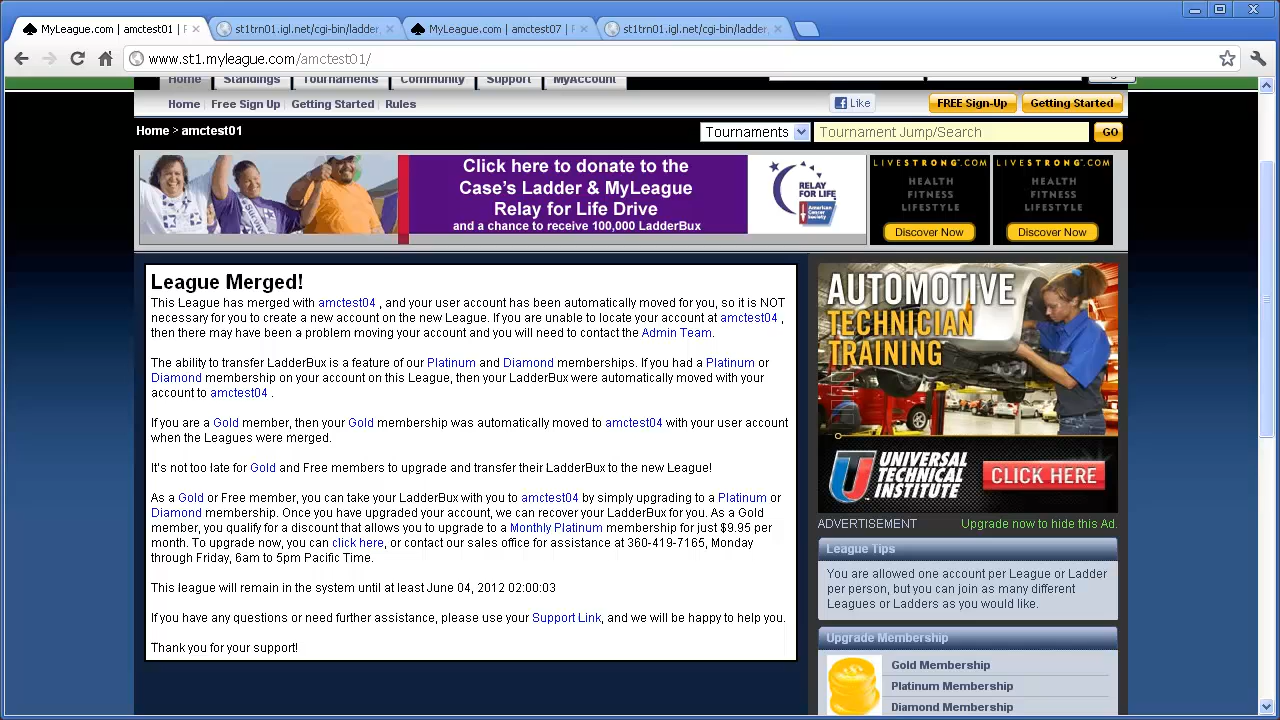 MyLeague.com | amctest01 | F
st1trn01.igl.net/cgi-bin/ladder
MyLeague.com | amctest07 | F
st1trn01.igl.net/cgi-bin/ladder
www.st1.myleague.com/amctest01/
Home Standings Tournaments Community Support MyAccount
Home | Free Sign Up | Getting Started | Rules
Like
FREE Sign-Up
Getting Started
Home > amctest01
Tournaments
Tournament Jump/Search
GO
Click here to donate to the
Case's Ladder & MyLeague
Relay for Life Drive
and a chance to receive 100,000 LadderBux
RELAY
FOR LIFE
American
Cancer
Society
LIVESTRONG.COM
HEALTH
FITNESS
LIFESTYLE
Discover Now
LIVESTRONG.COM
HEALTH
FITNESS
LIFESTYLE
Discover Now
League Merged!
This League has merged with amctest04 , and your user account has been automatically moved for you, so it is NOT
necessary for you to create a new account on the new League. If you are unable to locate your account at amctest04 ,
then there may have been a problem moving your account and you will need to contact the Admin Team.
The ability to transfer LadderBux is a feature of our Platinum and Diamond memberships. If you had a Platinum or
Diamond membership on your account on this League, then your LadderBux were automatically moved with your
account to amctest04 .
If you are a Gold member, then your Gold membership was automatically moved to amctest04 with your user account
when the Leagues were merged.
It's not too late for Gold and Free members to upgrade and transfer their LadderBux to the new League!
As a Gold or Free member, you can take your LadderBux with you to amctest04 by simply upgrading to a Platinum or
Diamond membership. Once you have upgraded your account, we can recover your LadderBux for you. As a Gold
member, you qualify for a discount that allows you to upgrade to a Monthly Platinum membership for just $9.95 per
month. To upgrade now, you can click here, or contact our sales office for assistance at 360-419-7165, Monday
through Friday, 6am to 5pm Pacific Time.
This league will remain in the system until at least June 04, 2012 02:00:03
If you have any questions or need further assistance, please use your Support Link, and we will be happy to help you.
Thank you for your support!
AUTOMOTIVE
TECHNICIAN
TRAINING
UNIVERSAL
TECHNICAL
INSTITUTE
CLICK HERE
ADVERTISEMENT
Upgrade now to hide this Ad.
League Tips
You are allowed one account per League or Ladder
per person, but you can join as many different
Leagues or Ladders as you would like.
Upgrade Membership
Gold Membership
Platinum Membership
Diamond Membership